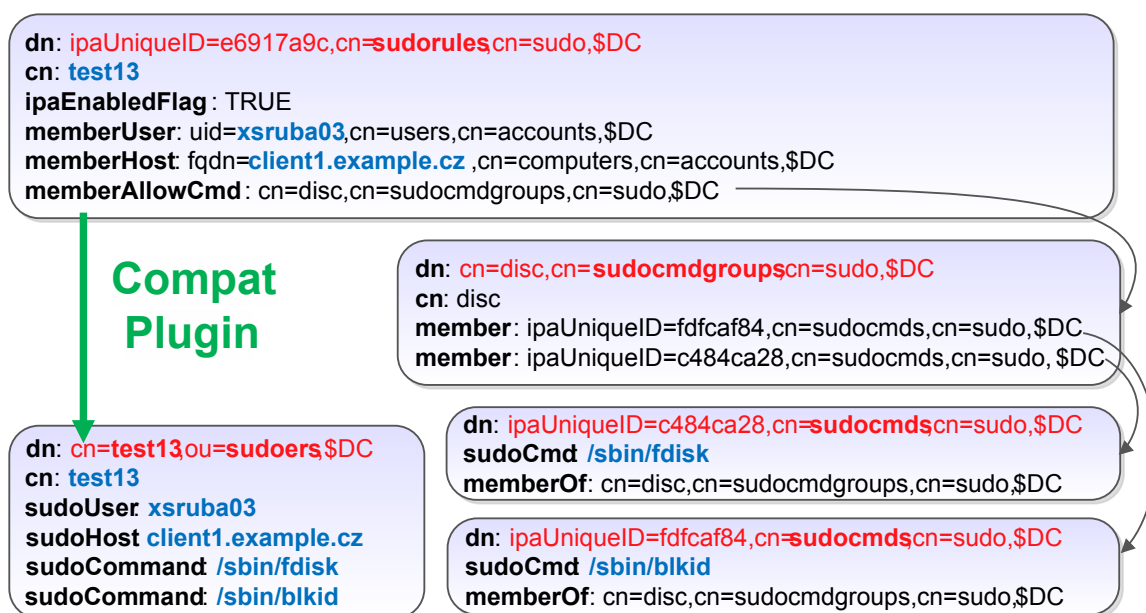 dn: ipaUniqueID=e6917a9c,cn=sudorules,cn=sudo,$DC
cn: test13
ipaEnabledFlag : TRUE
memberUser: uid=xsruba03,cn=users,cn=accounts,$DC
memberHost: fqdn=client1.example.cz ,cn=computers,cn=accounts,$DC
memberAllowCmd : cn=disc,cn=sudocmdgroups,cn=sudo,$DC
Compat
Plugin
dn: cn=disc,cn=sudocmdgroups,cn=sudo,$DC
cn: disc
member: ipaUniqueID=fdfcaf84,cn=sudocmds,cn=sudo,$DC
member: ipaUniqueID=c484ca28,cn=sudocmds,cn=sudo, $DC
dn: cn=test13,ou=sudoers,$DC
cn: test13
sudoUser: xsruba03
sudoHost: client1.example.cz
sudoCommand: /sbin/fdisk
sudoCommand: /sbin/blkid
dn: ipaUniqueID=c484ca28,cn=sudocmds,cn=sudo,$DC
sudoCmd: /sbin/fdisk
memberOf: cn=disc,cn=sudocmdgroups,cn=sudo,$DC
dn: ipaUniqueID=fdfcaf84,cn=sudocmds,cn=sudo,$DC
sudoCmd: /sbin/blkid
memberOf: cn=disc,cn=sudocmdgroups,cn=sudo,$DC